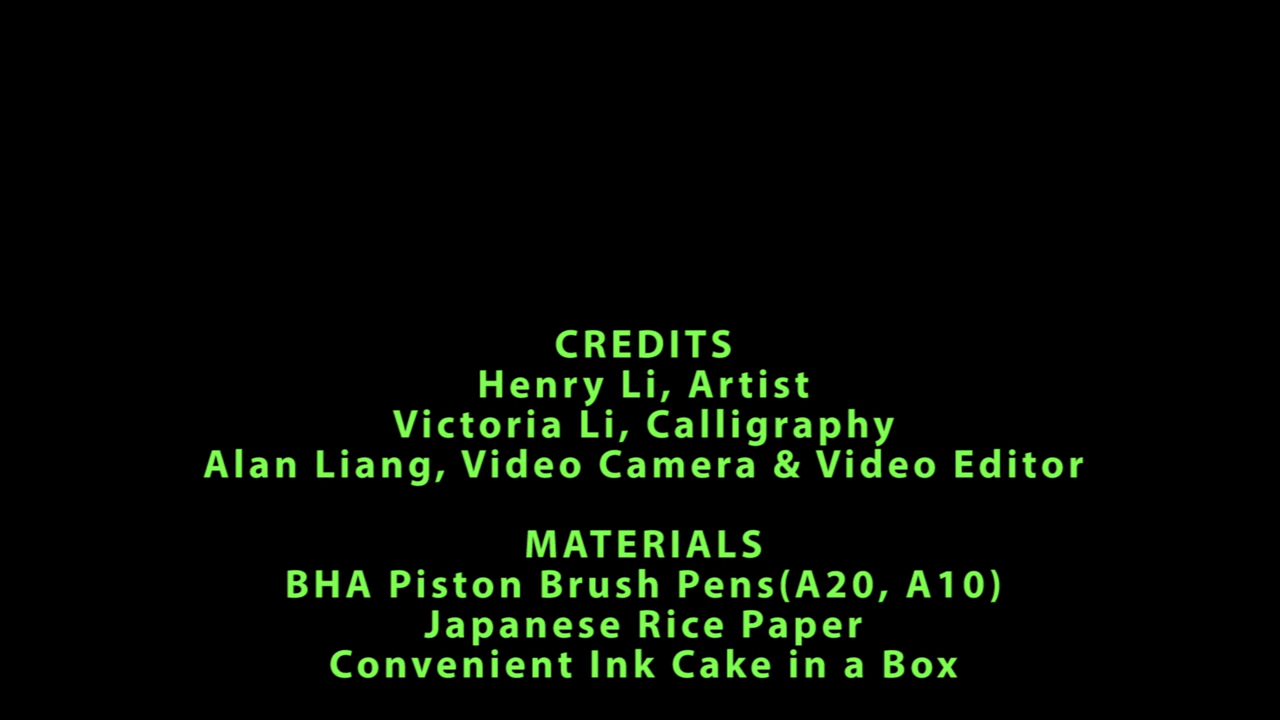 CREDITS
Henry Li, Artist
Victoria Li, Calligraphy
Alan Liang, Video Camera & Video Editor
MATERIALS
BHA Piston Brush Pens(A20, A10)
Japanese Rice Paper
Convenient Ink Cake in a Box